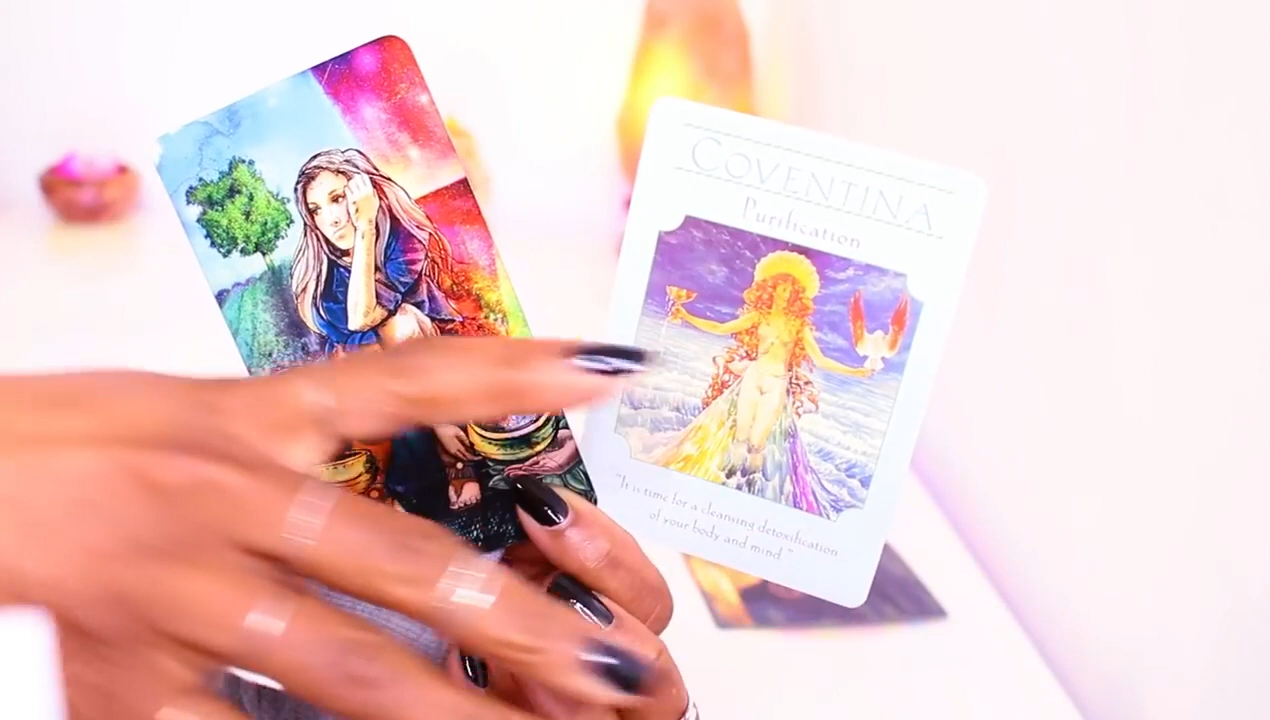 COVENTINA
Purification
"It is time for a cleansing detoxification
of your body and mind."